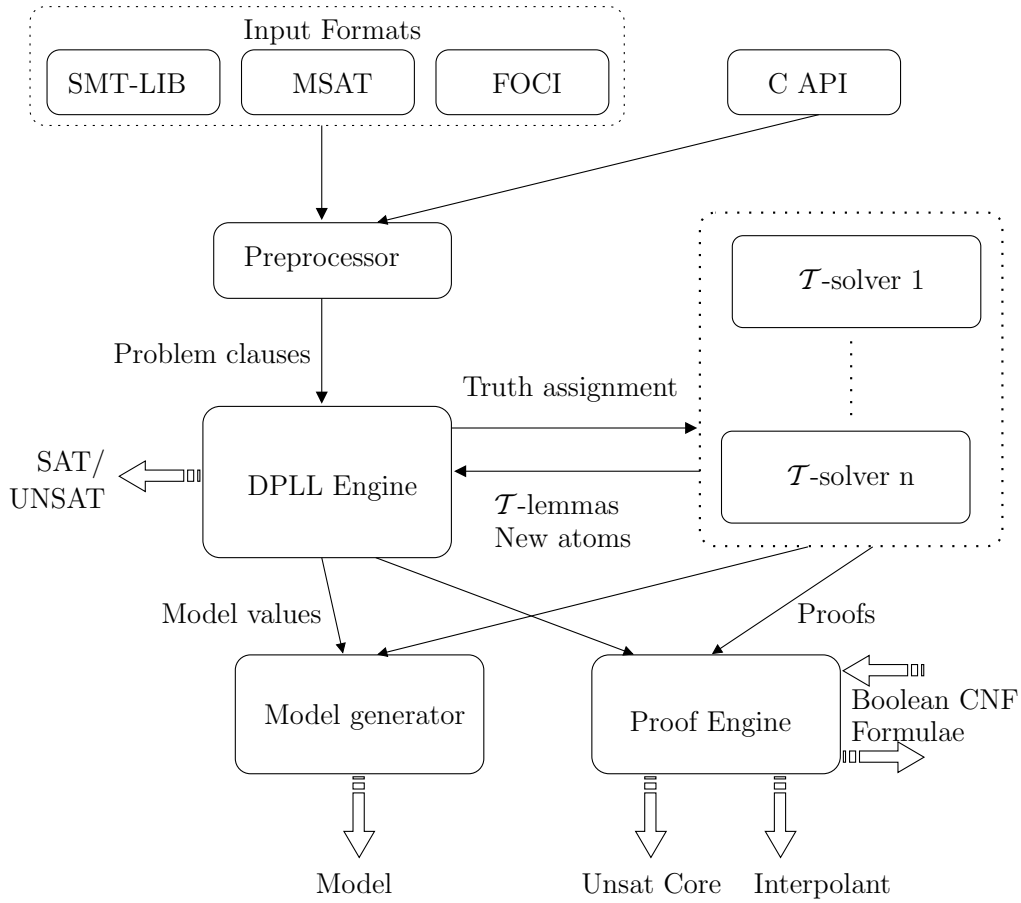 Input Formats
SMT-LIB
MSAT
FOCI
C API
Preprocessor
𝒯-solver 1
Problem clauses
Truth assignment
SAT/
UNSAT
DPLL Engine
𝒯-solver n
𝒯-lemmas
New atoms
Model values
Proofs
Model generator
Proof Engine
Boolean CNF
Formulae
Model
Unsat Core
Interpolant